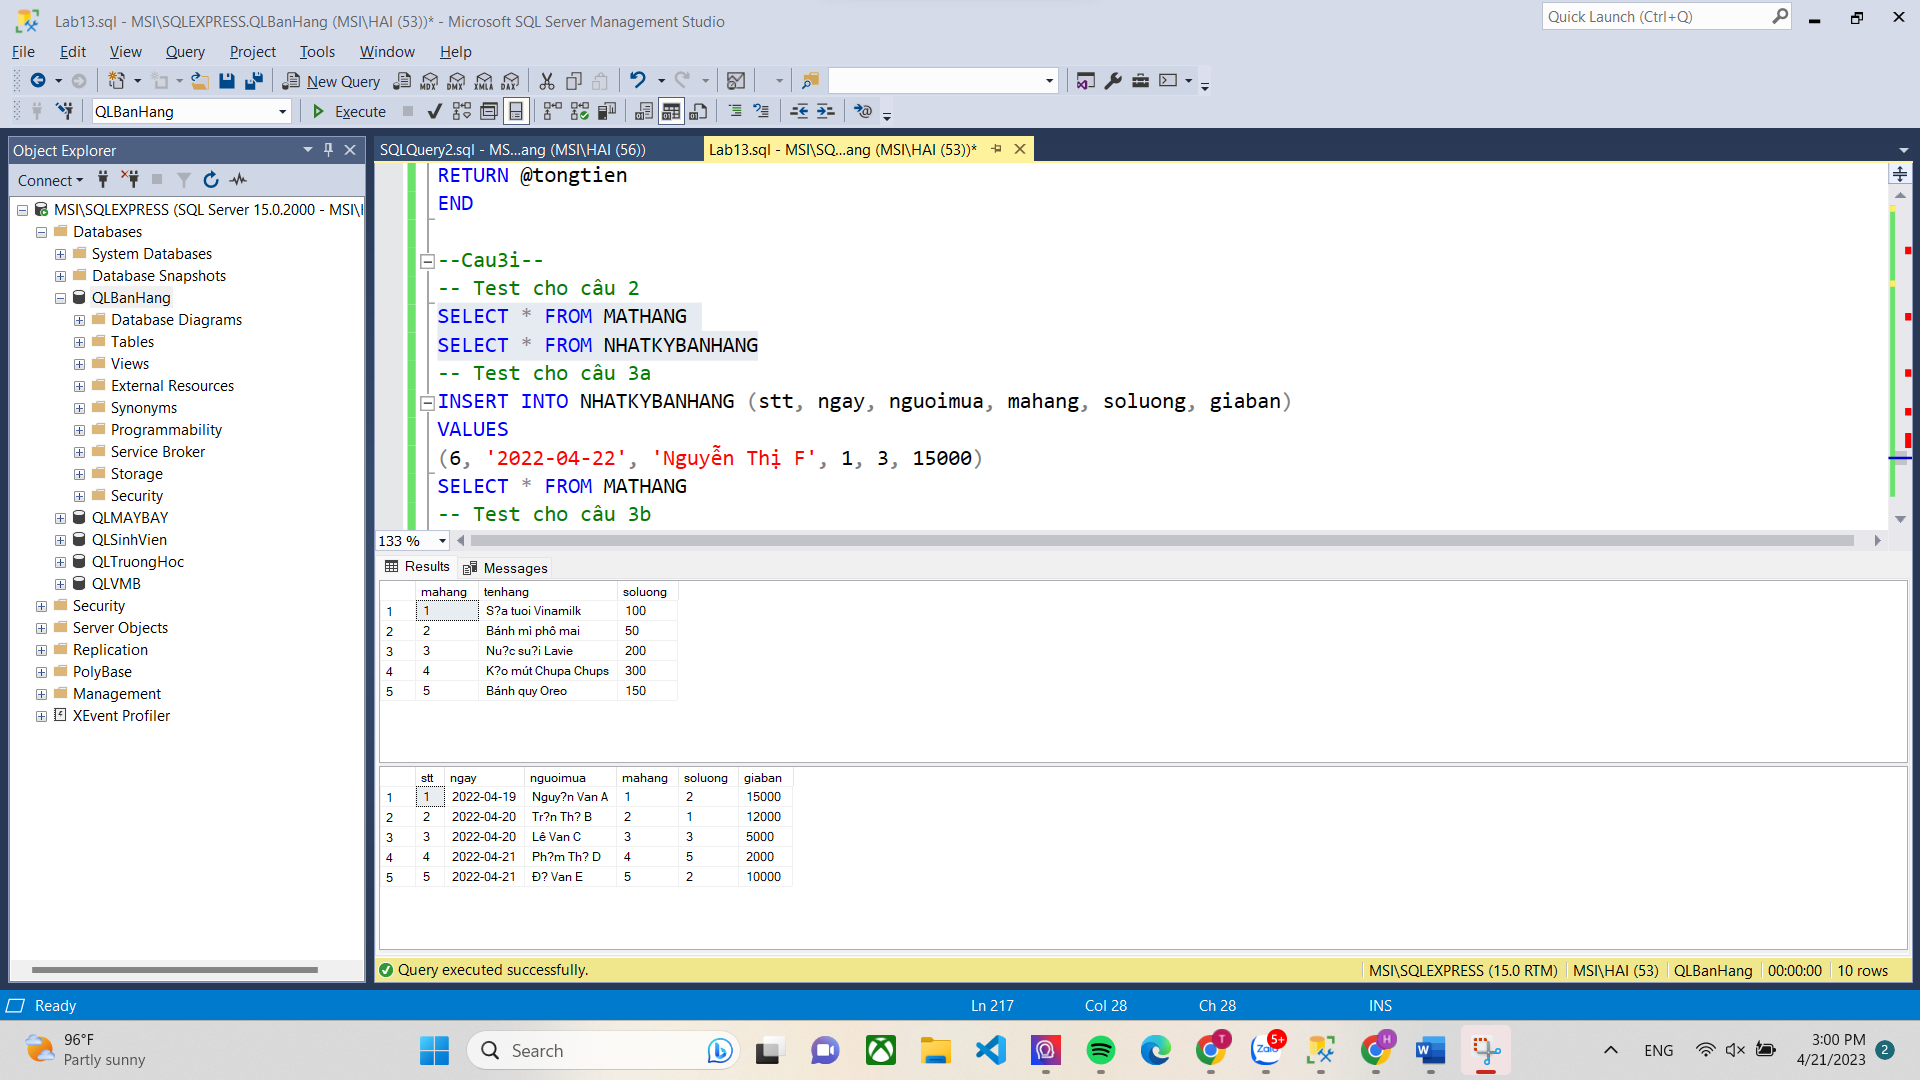 Lab13.sql - MSI\SQLEXPRESS.QLBanHang (MSI\HAI (53))* - Microsoft SQL Server Management Studio
Quick Launch (Ctrl+Q)
File Edit View Query Project Tools Window Help
New Query MDX DMX XMLA DAX
QLBanHang Execute
Object Explorer
SQLQuery2.sql - MS...ang (MSI\HAI (56))
Lab13.sql - MSI\SQ...ang (MSI\HAI (53))*
Connect
MSI\SQLEXPRESS (SQL Server 15.0.2000 - MSI\
Databases
System Databases
Database Snapshots
QLBanHang
Database Diagrams
Tables
Views
External Resources
Synonyms
Programmability
Service Broker
Storage
Security
QLMAYBAY
QLSinhVien
QLTruongHoc
QLVMB
Security
Server Objects
Replication
PolyBase
Management
XEvent Profiler
RETURN @tongtien
END
--Cau3i--
-- Test cho câu 2
SELECT * FROM MATHANG
SELECT * FROM NHATKYBANHANG
-- Test cho câu 3a
INSERT INTO NHATKYBANHANG (stt, ngay, nguoimua, mahang, soluong, giaban)
VALUES
(6, '2022-04-22', 'Nguyễn Thị F', 1, 3, 15000)
SELECT * FROM MATHANG
-- Test cho câu 3b
133 %
Results Messages
mahang tenhang soluong
1 1 S?a tuoi Vinamilk 100
2 2 Bánh mì phô mai 50
3 3 Nu?c su?i Lavie 200
4 4 K?o mút Chupa Chups 300
5 5 Bánh quy Oreo 150
stt ngay nguoimua mahang soluong giaban
1 1 2022-04-19 Nguy?n Van A 1 2 15000
2 2 2022-04-20 Tr?n Th? B 2 1 12000
3 3 2022-04-20 Lê Van C 3 3 5000
4 4 2022-04-21 Ph?m Th? D 4 5 2000
5 5 2022-04-21 Đ? Van E 5 2 10000
Query executed successfully.
MSI\SQLEXPRESS (15.0 RTM) MSI\HAI (53) QLBanHang 00:00:00 10 rows
Ready Ln 217 Col 28 Ch 28 INS
96°F
Partly sunny
Search
T
Zalo
5+
H
W
ENG
3:00 PM
4/21/2023
2